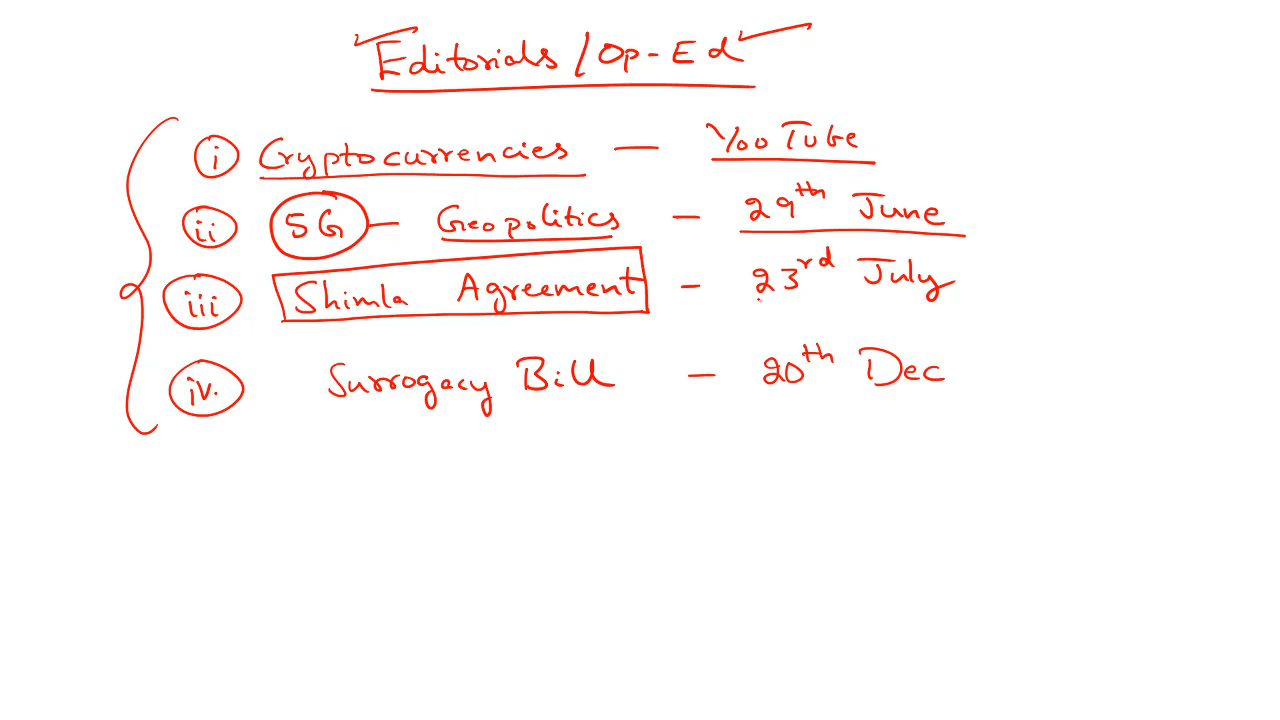 Editorials / Op-Ed
i Cryptocurrencies — YooTube
ii 5G — Geopolitics — 29th June
iii Shimla Agreement - 23rd July
iv. Surrogacy Bill — 20th Dec